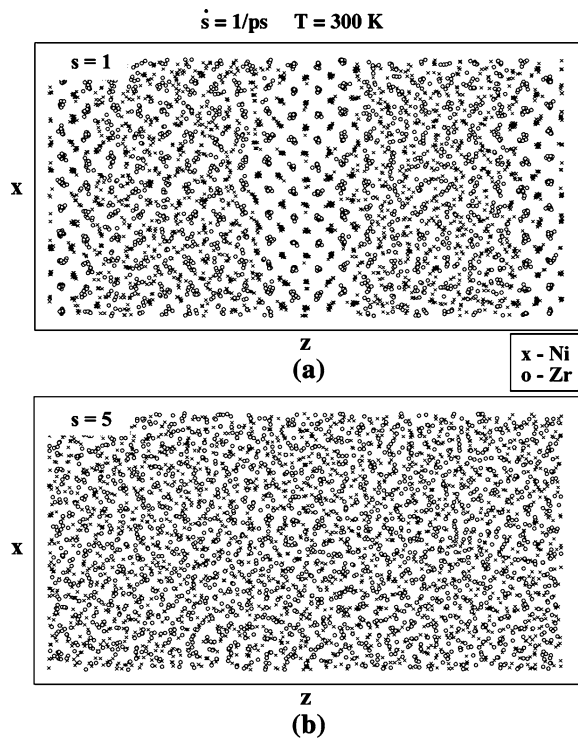 ṡ = 1/ps T = 300 K
s = 1
x
z
(a)
x - Ni
o - Zr
s = 5
x
z
(b)